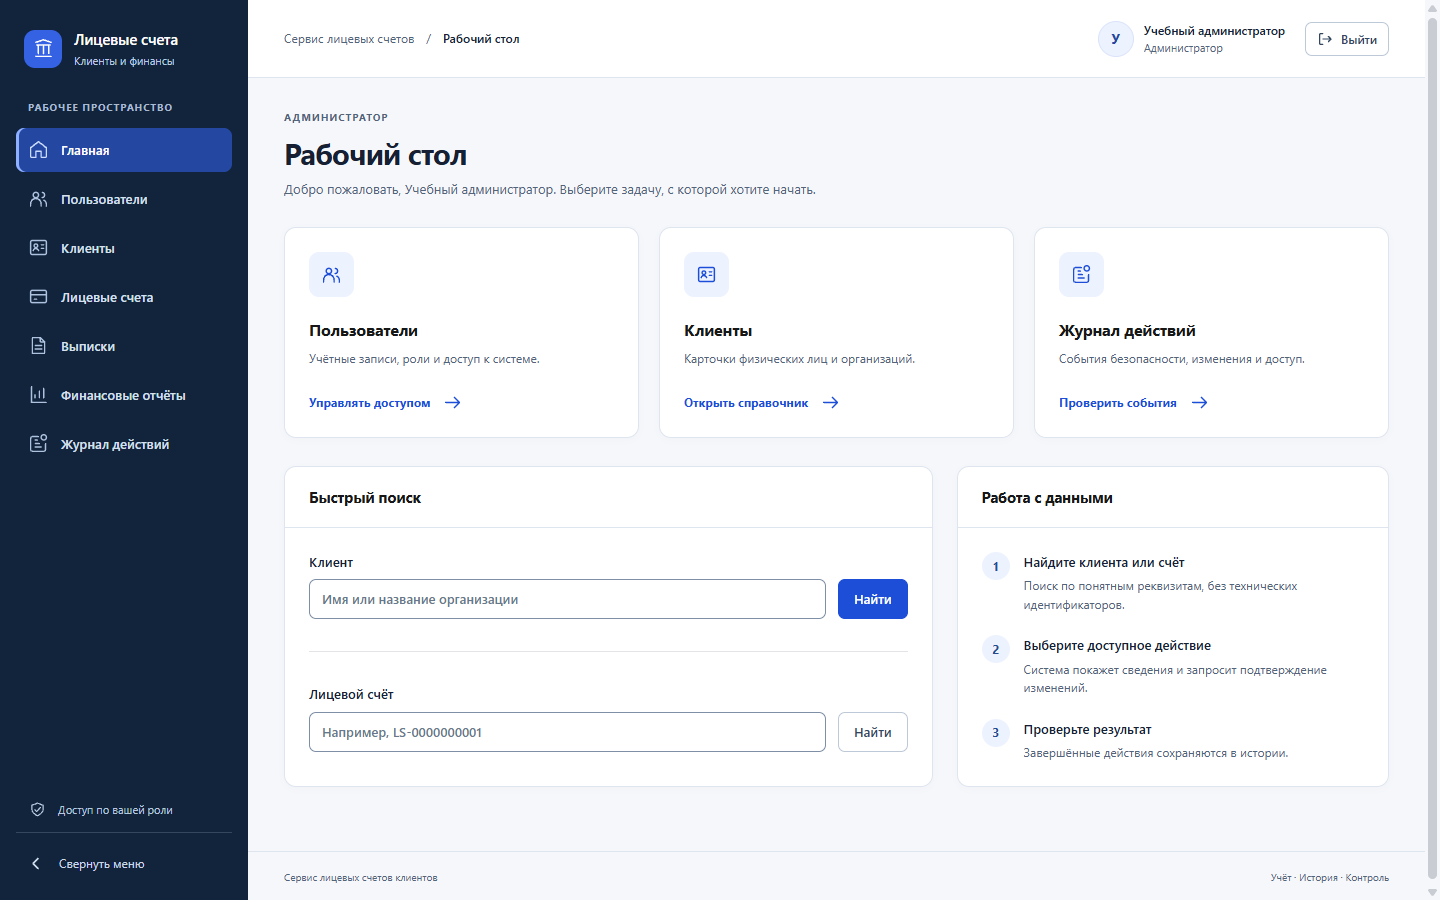 Лицевые счета
Клиенты и финансы
РАБОЧЕЕ ПРОСТРАНСТВО
Главная
Пользователи
Клиенты
Лицевые счета
Выписки
Финансовые отчёты
Журнал действий
Доступ по вашей роли
Свернуть меню
Сервис лицевых счетов / Рабочий стол
У
Учебный администратор
Администратор
Выйти
АДМИНИСТРАТОР
Рабочий стол
Добро пожаловать, Учебный администратор. Выберите задачу, с которой хотите начать.
Пользователи
Учётные записи, роли и доступ к системе.
Управлять доступом
Клиенты
Карточки физических лиц и организаций.
Открыть справочник
Журнал действий
События безопасности, изменения и доступ.
Проверить события
Быстрый поиск
Клиент
Имя или название организации
Найти
Лицевой счёт
Например, LS-0000000001
Найти
Работа с данными
1
Найдите клиента или счёт
Поиск по понятным реквизитам, без технических
идентификаторов.
2
Выберите доступное действие
Система покажет сведения и запросит подтверждение
изменений.
3
Проверьте результат
Завершённые действия сохраняются в истории.
Сервис лицевых счетов клиентов
Учёт · История · Контроль